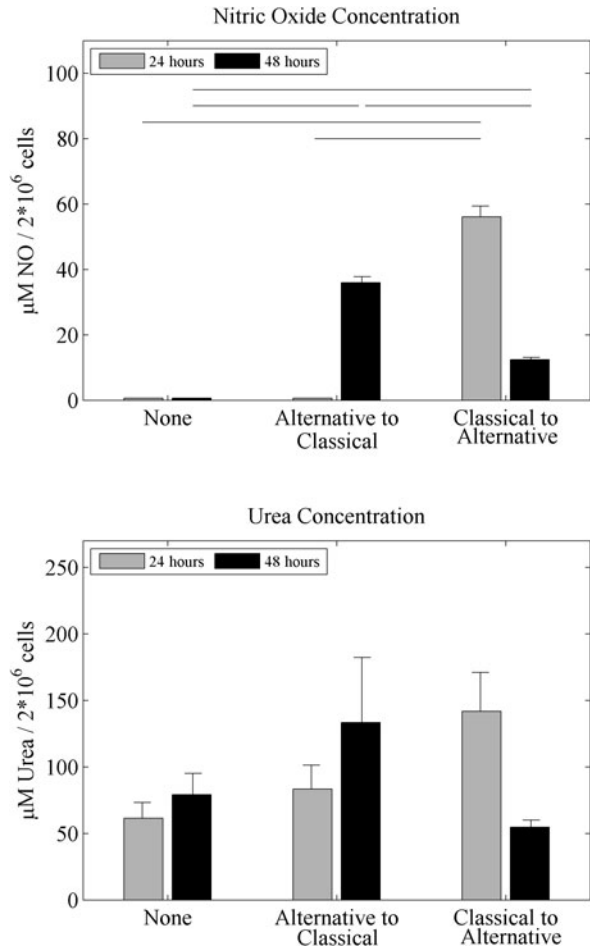 Nitric Oxide Concentration
24 hours 48 hours
100
80
60
40
20
0
µM NO / 2*10^6 cells
None
Alternative to
Classical
Classical to
Alternative
Urea Concentration
24 hours 48 hours
250
200
150
100
50
0
µM Urea / 2*10^6 cells
None
Alternative to
Classical
Classical to
Alternative